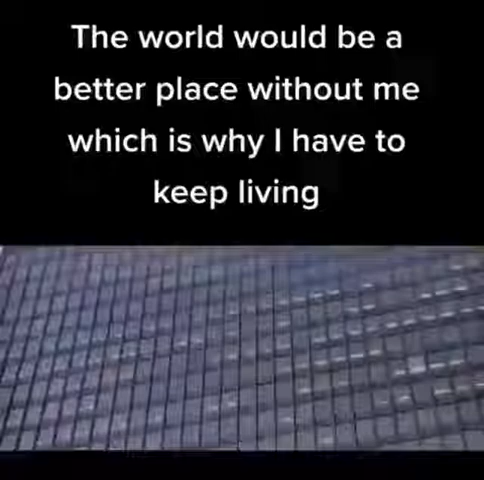 The world would be a
better place without me
which is why I have to
keep living